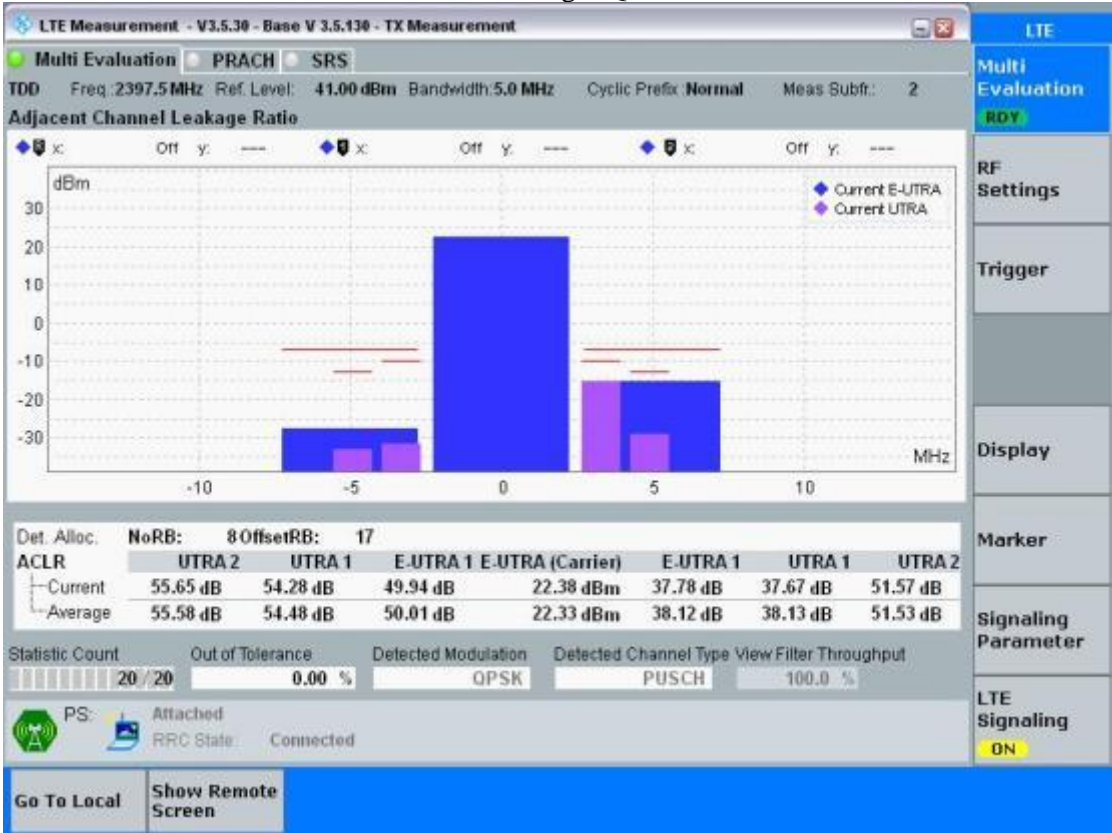 LTE Measurement - V3.5.30 - Base V 3.5.130 - TX Measurement
LTE
Multi Evaluation PRACH SRS
Multi Evaluation
RDY
TDD Freq.:2397.5 MHz Ref. Level: 41.00 dBm Bandwidth:5.0 MHz Cyclic Prefix :Normal Meas Subfr.: 2
Adjacent Channel Leakage Ratio
x: Off y: --- x: Off y: --- x: Off y: ---
dBm
Current E-UTRA
Current UTRA
30
20
10
0
-10
-20
-30
MHz
-10 -5 0 5 10
RF
Settings
Trigger
Display
Marker
Signaling
Parameter
LTE
Signaling
ON
Det. Alloc. NoRB: 8 OffsetRB: 17
ACLR UTRA 2 UTRA 1 E-UTRA 1 E-UTRA (Carrier) E-UTRA 1 UTRA 1 UTRA 2
Current 55.65 dB 54.28 dB 49.94 dB 22.38 dBm 37.78 dB 37.67 dB 51.57 dB
Average 55.58 dB 54.48 dB 50.01 dB 22.33 dBm 38.12 dB 38.13 dB 51.53 dB
Statistic Count Out of Tolerance Detected Modulation Detected Channel Type View Filter Throughput
20 / 20 0.00 % QPSK PUSCH 100.0 %
PS: Attached
RRC State: Connected
Go To Local
Show Remote
Screen